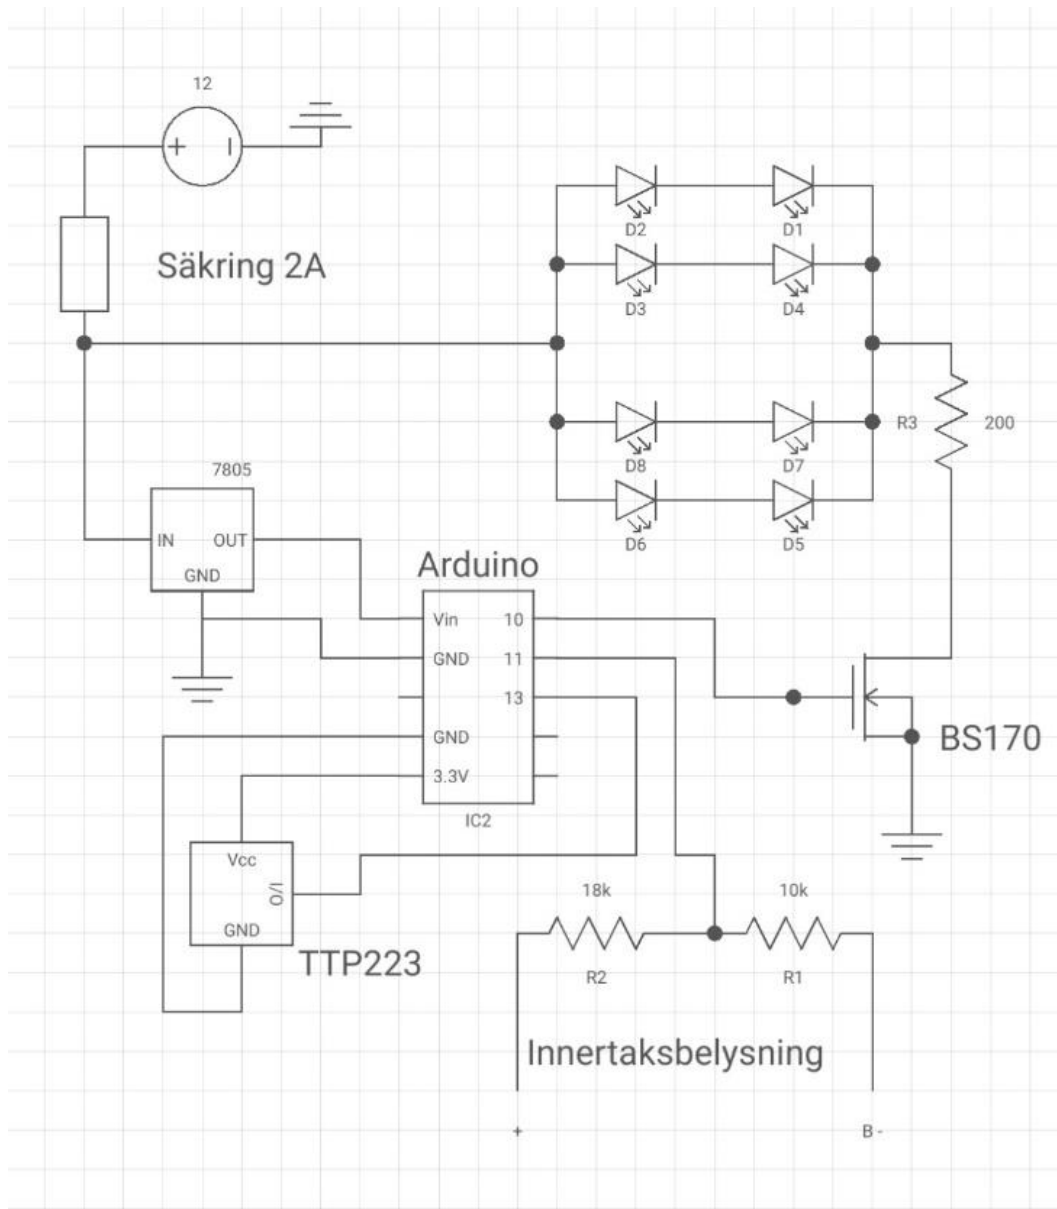 12
Säkring 2A
D2
D1
D3
D4
R3
200
D8
D7
D6
D5
7805
IN
OUT
GND
Arduino
Vin
10
GND
11
13
GND
3.3V
IC2
BS170
Vcc
I/O
GND
TTP223
18k
10k
R2
R1
Innertaksbelysning
+
B -